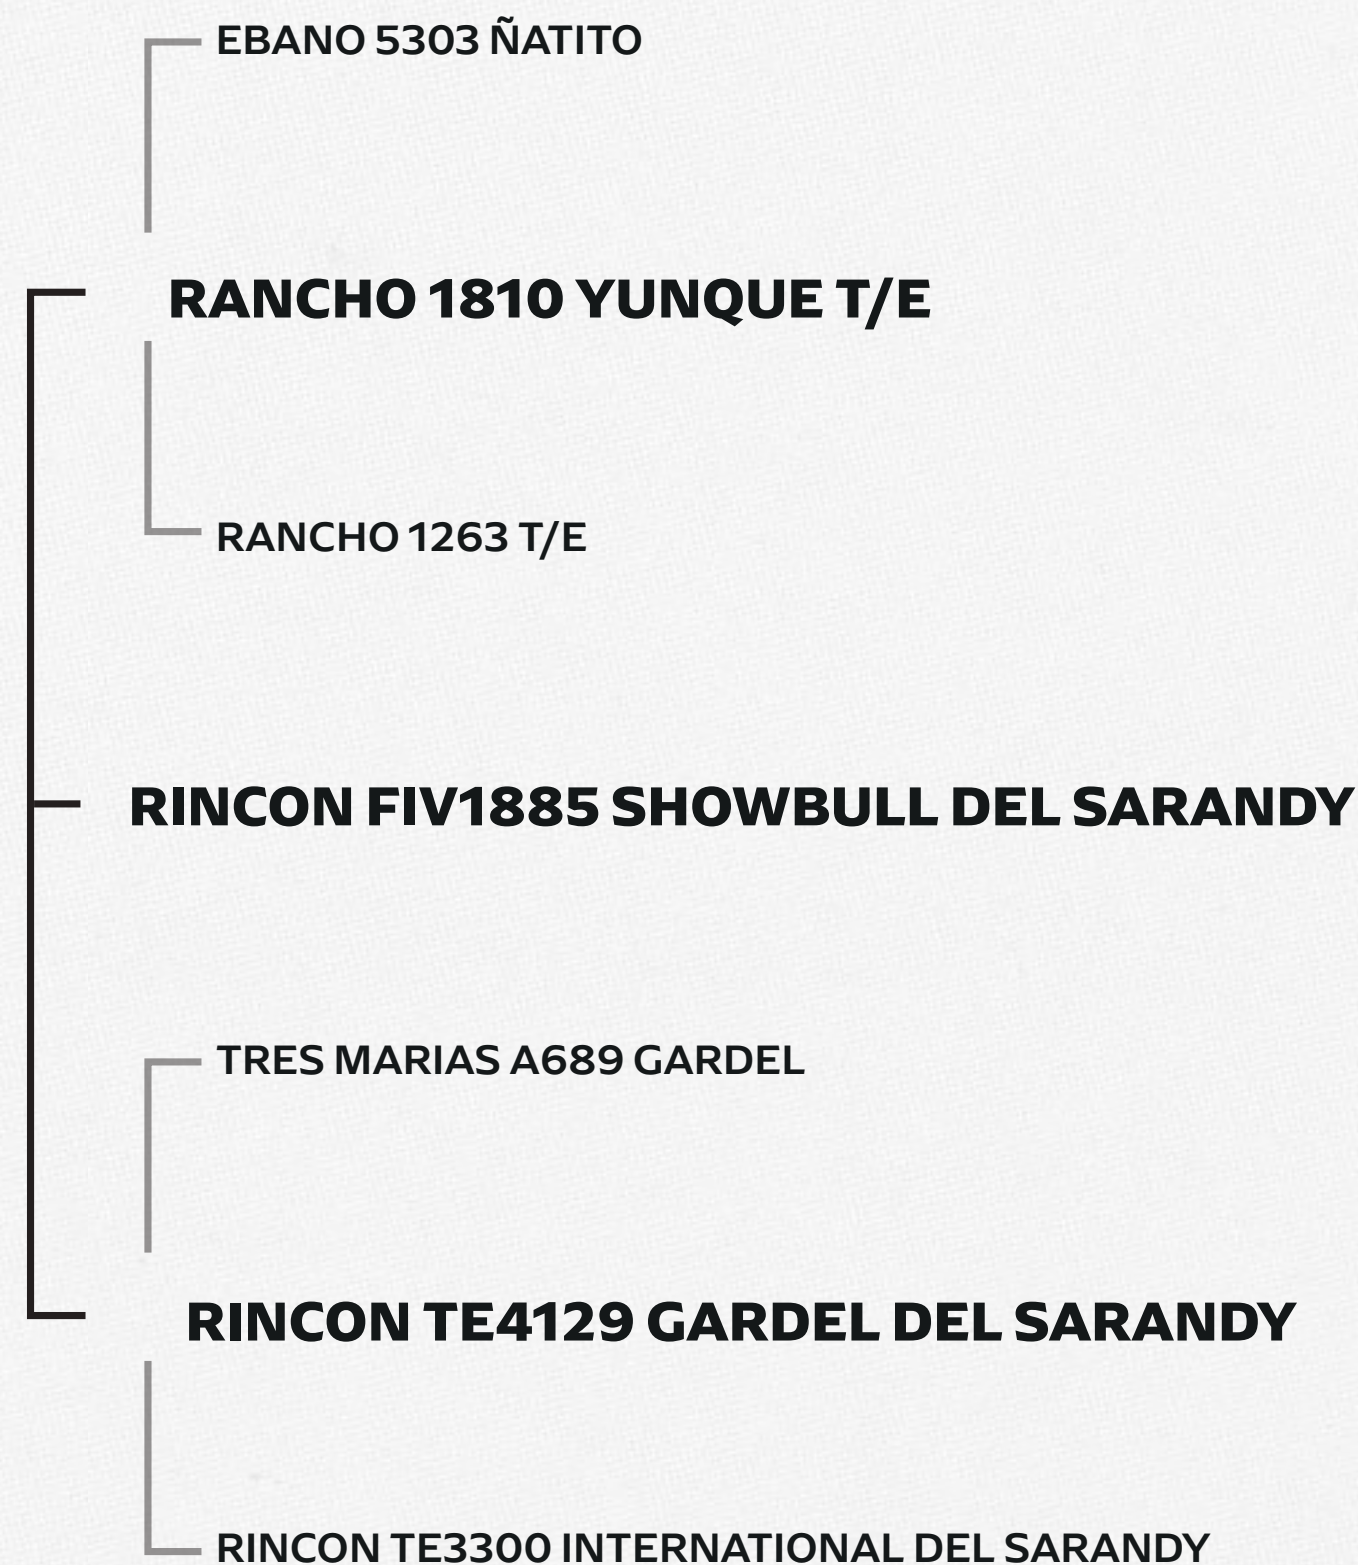 EBANO 5303 ÑATITO
RANCHO 1810 YUNQUE T/E
RANCHO 1263 T/E
RINCON FIV1885 SHOWBULL DEL SARANDY
TRES MARIAS A689 GARDEL
RINCON TE4129 GARDEL DEL SARANDY
RINCON TE3300 INTERNATIONAL DEL SARANDY